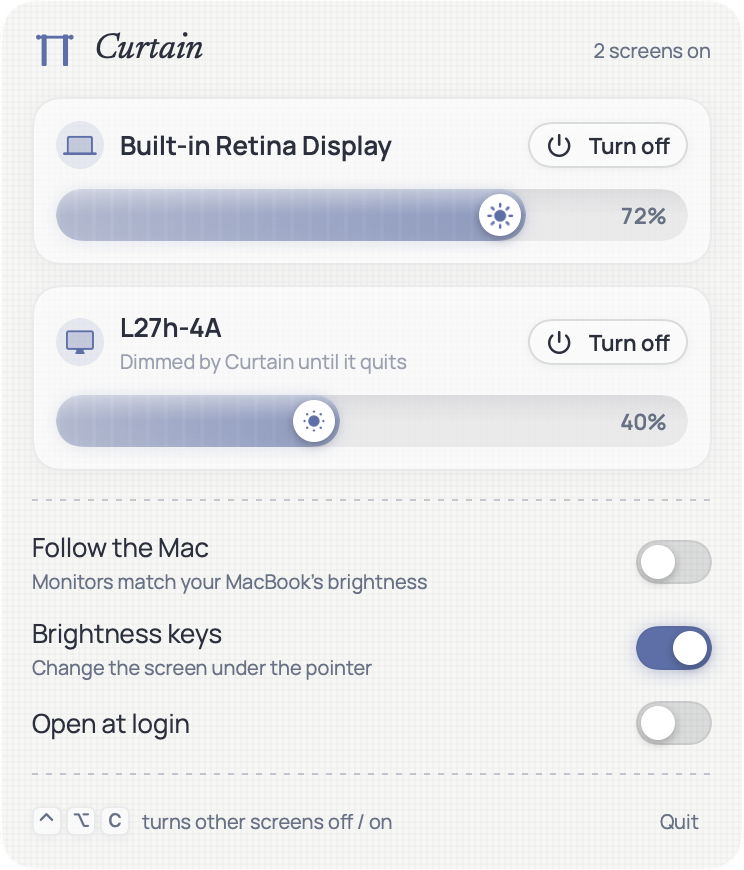 Curtain
2 screens on
Built-in Retina Display
Turn off
72%
L27h-4A
Dimmed by Curtain until it quits
Turn off
40%
Follow the Mac
Monitors match your MacBook's brightness
Brightness keys
Change the screen under the pointer
Open at login
⌃ ⌥ C turns other screens off / on
Quit